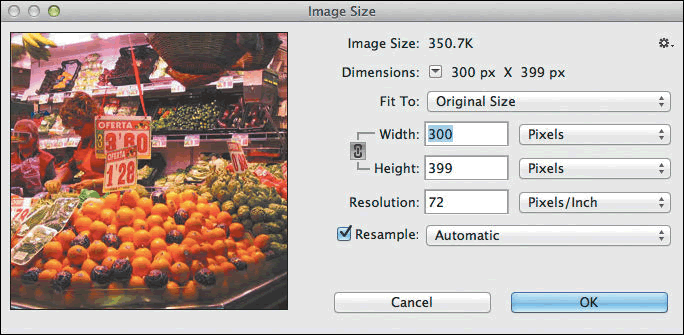 Image Size
Image Size: 350.7K
Dimensions: 300 px X 399 px
Fit To: Original Size
Width: 300 Pixels
Height: 399 Pixels
Resolution: 72 Pixels/Inch
Resample: Automatic
Cancel OK
OFERTA
3'80
OFERTA
1'28